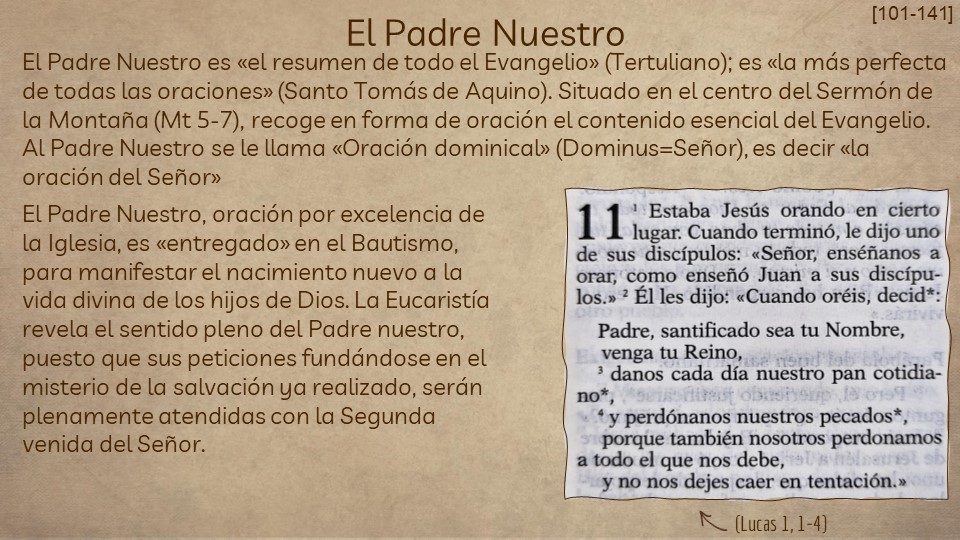 [101-141]
El Padre Nuestro
El Padre Nuestro es «el resumen de todo el Evangelio» (Tertuliano); es «la más perfecta
de todas las oraciones» (Santo Tomás de Aquino). Situado en el centro del Sermón de
la Montaña (Mt 5-7), recoge en forma de oración el contenido esencial del Evangelio.
Al Padre Nuestro se le llama «Oración dominical» (Dominus=Señor), es decir «la
oración del Señor»
El Padre Nuestro, oración por excelencia de
la Iglesia, es «entregado» en el Bautismo,
para manifestar el nacimiento nuevo a la
vida divina de los hijos de Dios. La Eucaristía
revela el sentido pleno del Padre nuestro,
puesto que sus peticiones fundándose en el
misterio de la salvación ya realizado, serán
plenamente atendidas con la Segunda
venida del Señor.
11 ¹ Estaba Jesús orando en cierto
lugar. Cuando terminó, le dijo uno
de sus discípulos: «Señor, enséñanos a
orar, como enseñó Juan a sus discípu-
los.» ² Él les dijo: «Cuando oréis, decid*:
Padre, santificado sea tu Nombre,
venga tu Reino,
³ danos cada día nuestro pan cotidia-
no*,
⁴ y perdónanos nuestros pecados*,
porque también nosotros perdonamos
a todo el que nos debe,
y no nos dejes caer en tentación.»
(Lucas 1, 1-4)